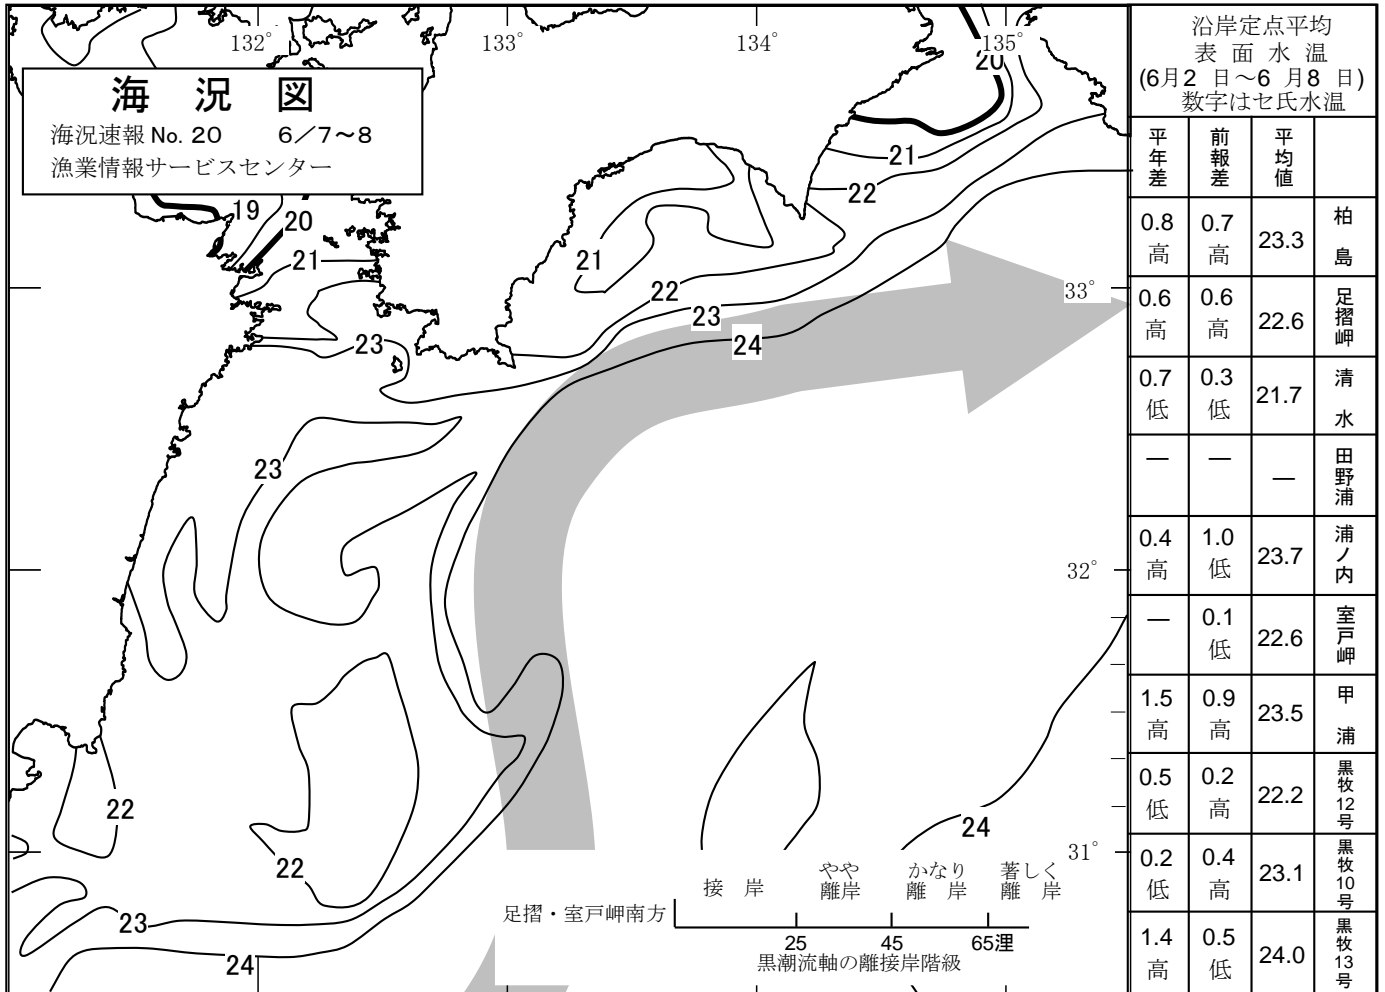 132°
133°
134°
135°
海 況 図
海況速報 No. 20 6／7～8
漁業情報サービスセンター
20
21
22
19
20
21
21
22
23
24
23
33°
23
32°
22
24
22
31°
23
24
接 岸
やや
離岸
かなり
離 岸
著しく
離 岸
足摺・室戸岬南方
25 45 65浬
黒潮流軸の離接岸階級
沿岸定点平均
表 面 水 温
(6月2 日～6 月8 日)
数字はセ氏水温
平年差 前報差 平均値
0.8高 0.7高 23.3 柏島
0.6高 0.6高 22.6 足摺岬
0.7低 0.3低 21.7 清水
― ― ― 田野浦
0.4高 1.0低 23.7 浦ノ内
― 0.1低 22.6 室戸岬
1.5高 0.9高 23.5 甲浦
0.5低 0.2高 22.2 黒牧12号
0.2低 0.4高 23.1 黒牧10号
1.4高 0.5低 24.0 黒牧13号